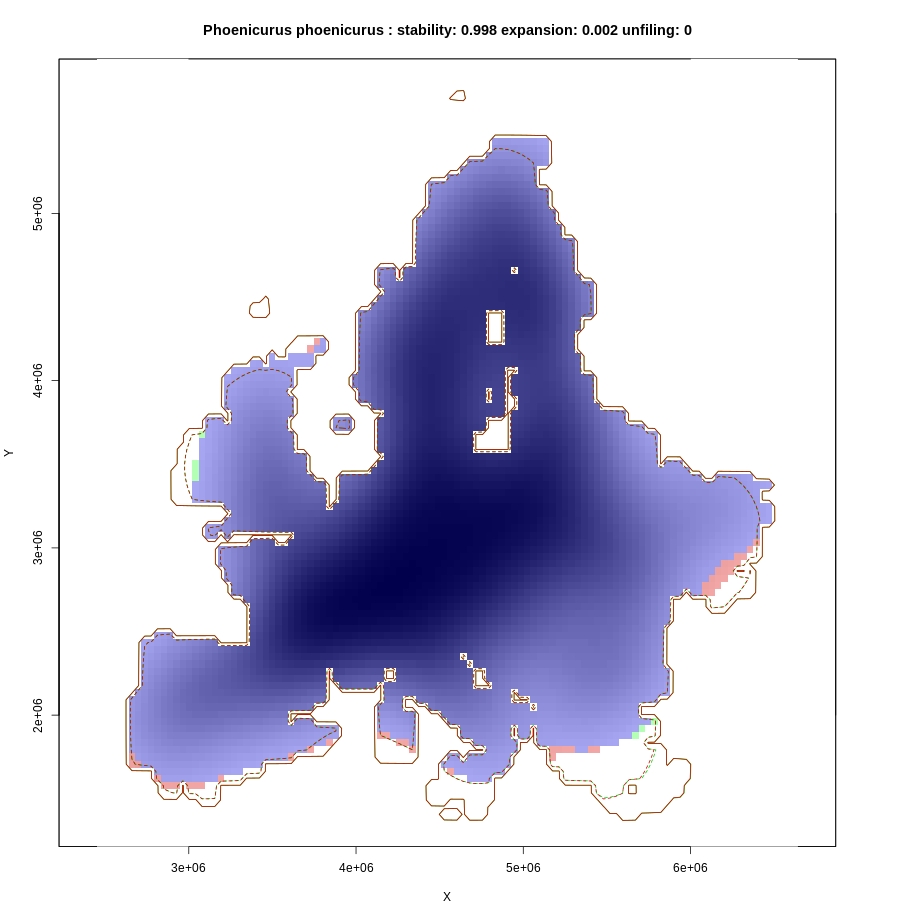 Phoenicurus phoenicurus : stability: 0.998 expansion: 0.002 unfiling: 0
5e+06
4e+06
Y
3e+06
2e+06
3e+06 4e+06 5e+06 6e+06
X